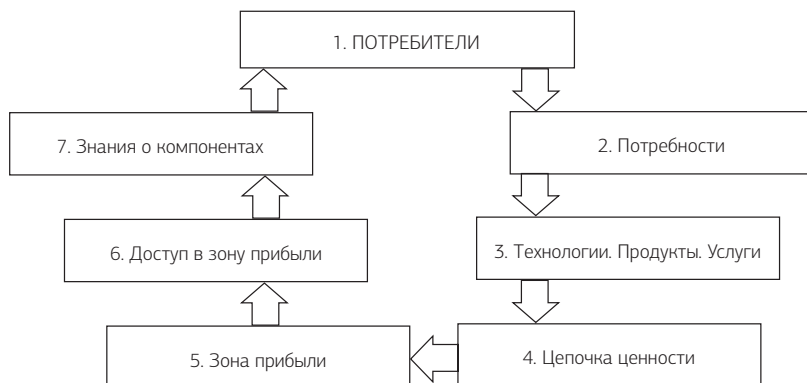 1. ПОТРЕБИТЕЛИ
2. Потребности
3. Технологии. Продукты. Услуги
4. Цепочка ценности
5. Зона прибыли
6. Доступ в зону прибыли
7. Знания о компонентах